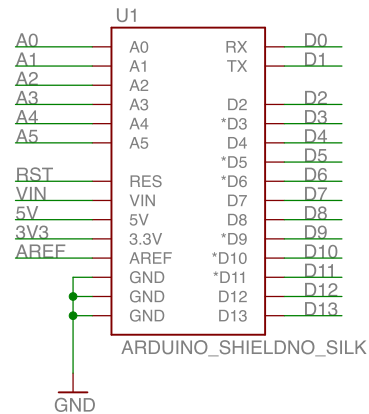 U1
A0 A0 RX D0
A1 A1 TX D1
A2 A2
A3 A3 D2 D2
A4 A4 *D3 D3
A5 A5 D4 D4
*D5 D5
RST RES *D6 D6
VIN VIN D7 D7
5V 5V D8 D8
3V3 3.3V *D9 D9
AREF AREF *D10 D10
GND *D11 D11
GND D12 D12
GND D13 D13
ARDUINO_SHIELDNO_SILK
GND